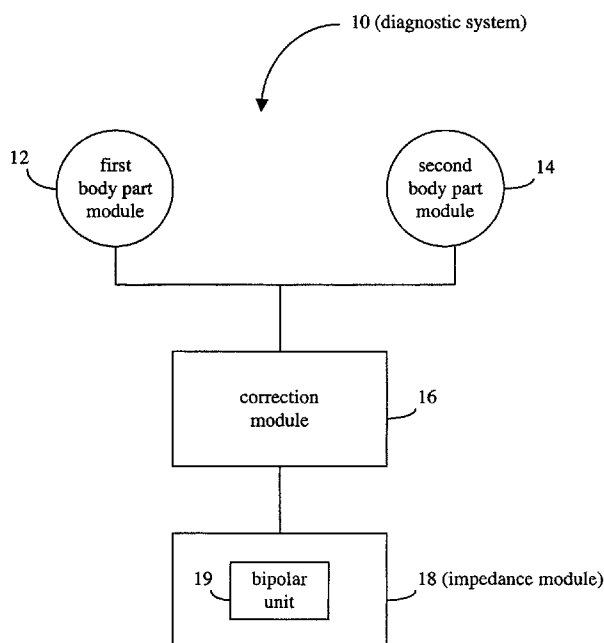 10 (diagnostic system)
12
first
body part
module
second
body part
module
14
correction
module
16
19
bipolar
unit
18 (impedance module)